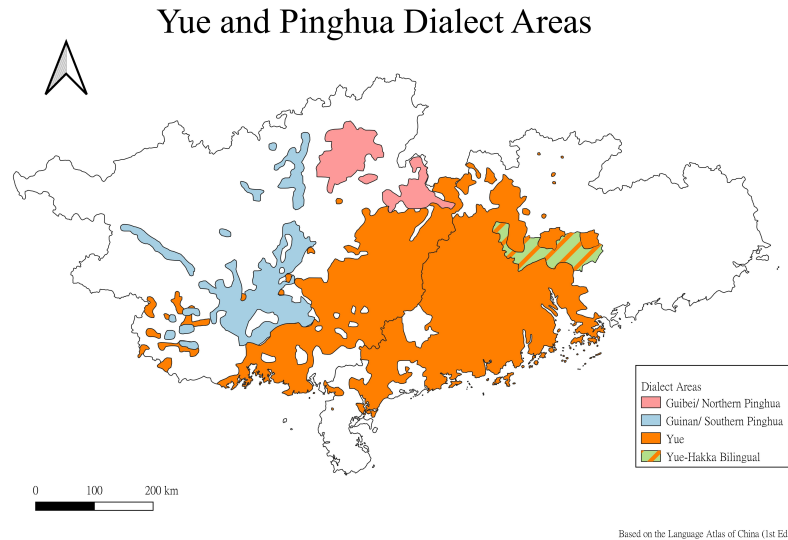 Yue and Pinghua Dialect Areas
Dialect Areas
Guibei/ Northern Pinghua
Guinan/ Southern Pinghua
Yue
Yue-Hakka Bilingual
0 100 200 km
Based on the Language Atlas of China (1st Ed